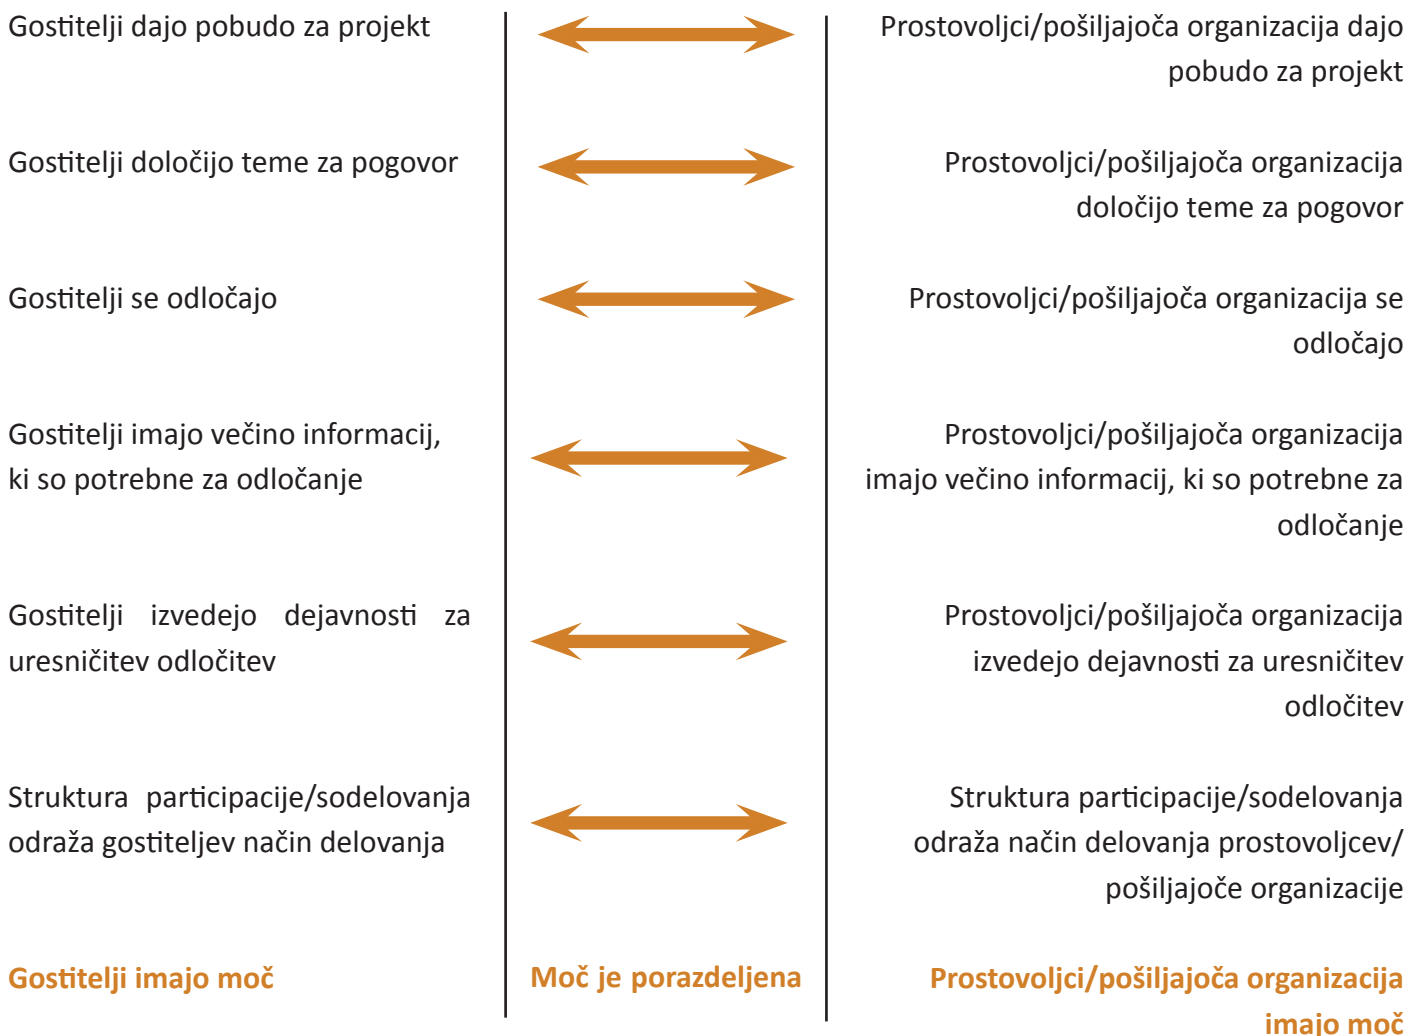 Gostitelji dajo pobudo za projekt
Prostovoljci/pošiljajoča organizacija dajo
pobudo za projekt
Gostitelji določijo teme za pogovor
Prostovoljci/pošiljajoča organizacija
določijo teme za pogovor
Gostitelji se odločajo
Prostovoljci/pošiljajoča organizacija se
odločajo
Gostitelji imajo večino informacij,
ki so potrebne za odločanje
Prostovoljci/pošiljajoča organizacija
imajo večino informacij, ki so potrebne za
odločanje
Gostitelji izvedejo dejavnosti za
uresničitev odločitev
Prostovoljci/pošiljajoča organizacija
izvedejo dejavnosti za uresničitev
odločitev
Struktura participacije/sodelovanja
odraža gostiteljev način delovanja
Struktura participacije/sodelovanja
odraža način delovanja prostovoljcev/
pošiljajoče organizacije
Gostitelji imajo moč
Moč je porazdeljena
Prostovoljci/pošiljajoča organizacija
imajo moč